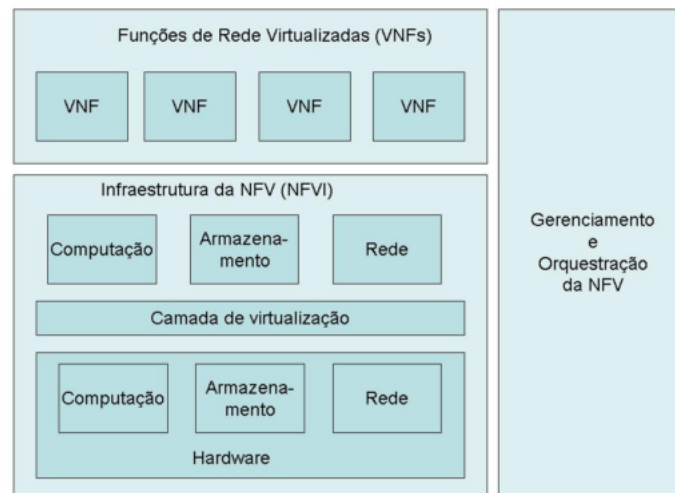 Funções de Rede Virtualizadas (VNFs)
VNF
VNF
VNF
VNF
Infraestrutura da NFV (NFVI)
Computação
Armazena-
mento
Rede
Camada de virtualização
Computação
Armazena-
mento
Rede
Hardware
Gerenciamento
e
Orquestração
da NFV